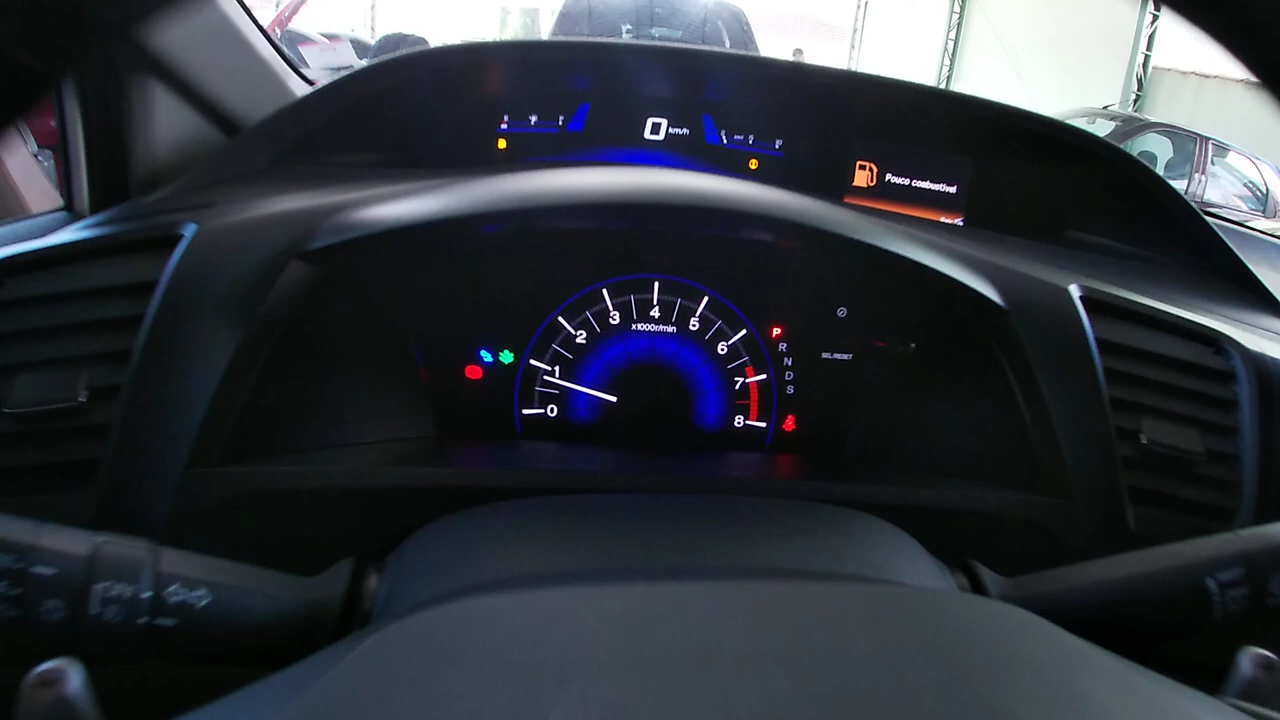 0 km/h
Pouco combustível
0
1
2
3
4
5
6
7
8
x1000r/min
P
R
N
D
S
SEL/RESET